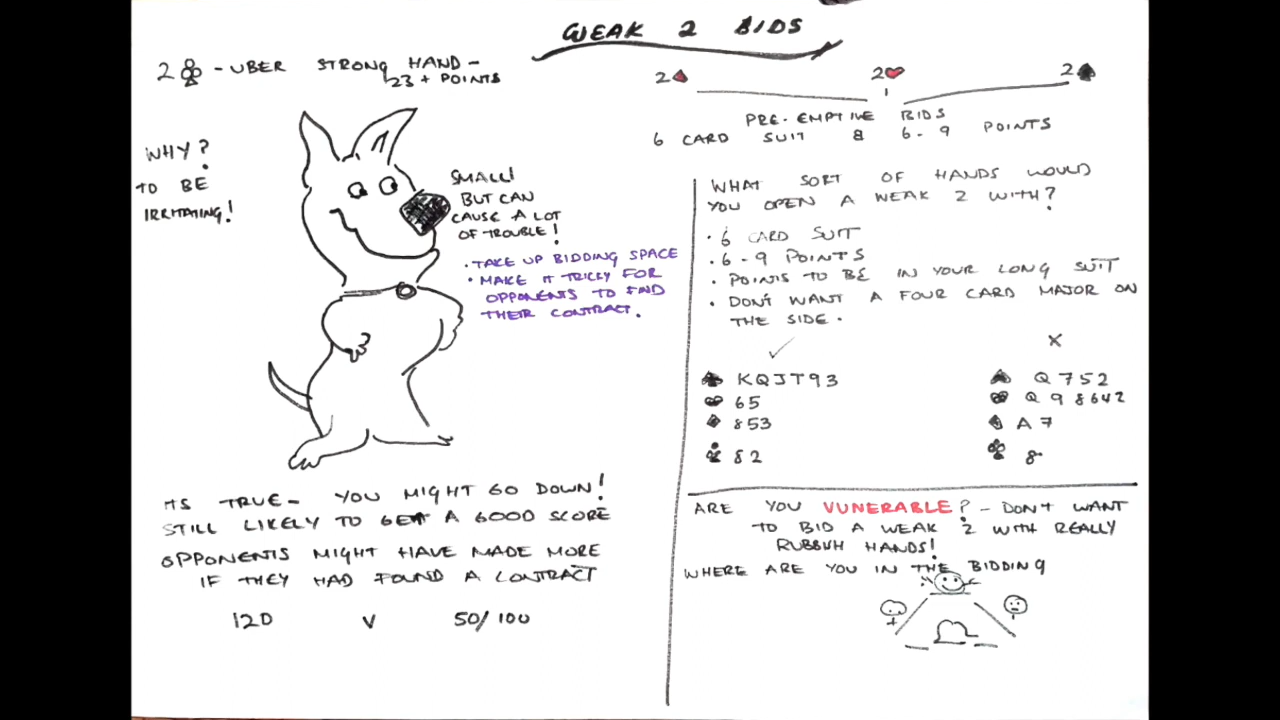 WEAK 2 BIDS
2♣ - UBER STRONG HAND -
23 + POINTS
WHY?
TO BE
IRRITATING!
SMALL!
BUT CAN
CAUSE A LOT
OF TROUBLE!
• TAKE UP BIDDING SPACE
• MAKE IT TRICKY FOR
OPPONENTS TO FIND
THEIR CONTRACT.
ITS TRUE - YOU MIGHT GO DOWN!
STILL LIKELY TO GET A GOOD SCORE
OPPONENTS MIGHT HAVE MADE MORE
IF THEY HAD FOUND A CONTRACT
120 V 50/100
2♦ 2♥ 2♠
PRE-EMPTIVE BIDS
6 CARD SUIT & 6-9 POINTS
WHAT SORT OF HANDS WOULD
YOU OPEN A WEAK 2 WITH?
• 6 CARD SUIT
• 6-9 POINTS
• POINTS TO BE IN YOUR LONG SUIT
• DON'T WANT A FOUR CARD MAJOR ON
THE SIDE.
✓ X
♠ KQJT93
♥ 65
♦ 853
♣ 82
♠ Q752
♥ Q98642
♦ A7
♣ 8
ARE YOU VUNERABLE? - DON'T WANT
TO BID A WEAK 2 WITH REALLY
RUBBISH HANDS!
WHERE ARE YOU IN THE BIDDING